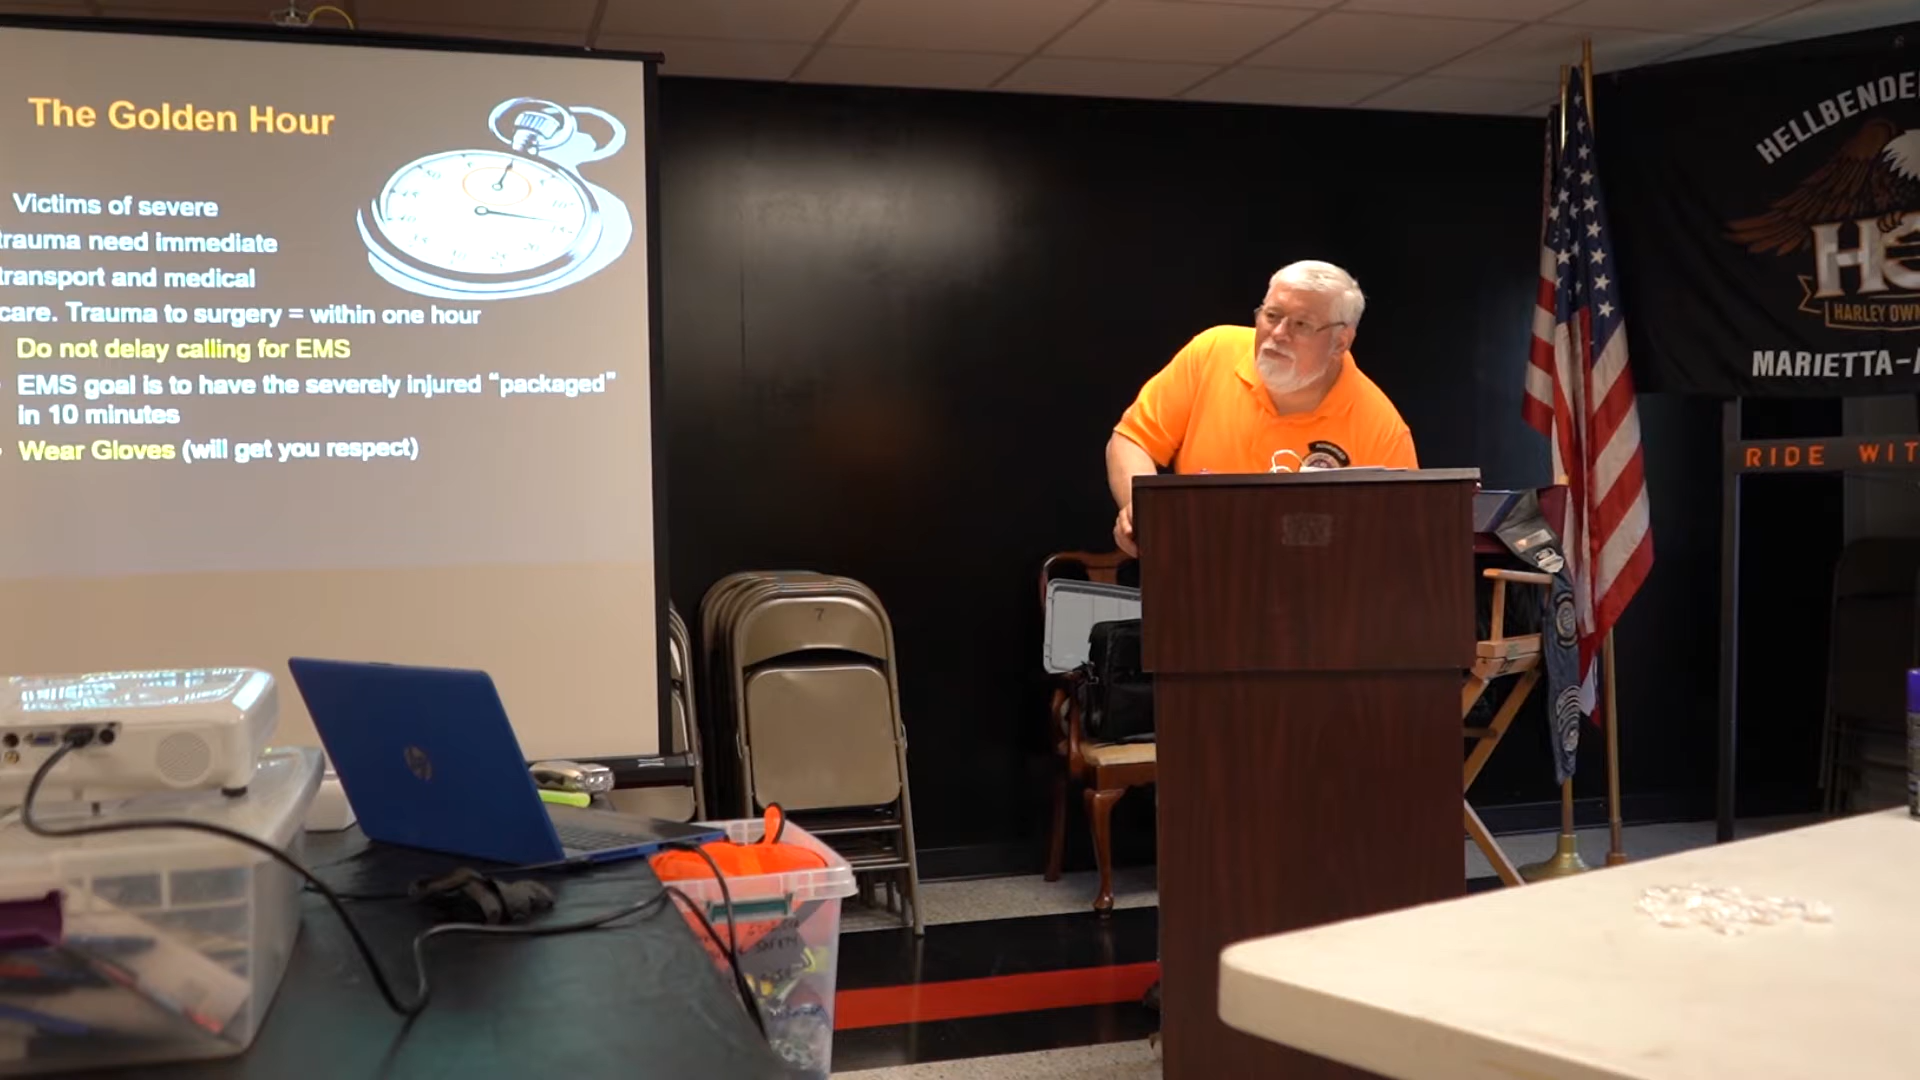 The Golden Hour
Victims of severe
trauma need immediate
transport and medical
care. Trauma to surgery = within one hour
Do not delay calling for EMS
EMS goal is to have the severely injured “packaged”
in 10 minutes
Wear Gloves (will get you respect)
HELLBENDE
HARLEY OWN
MARIETTA-A
RIDE WIT
7
hp